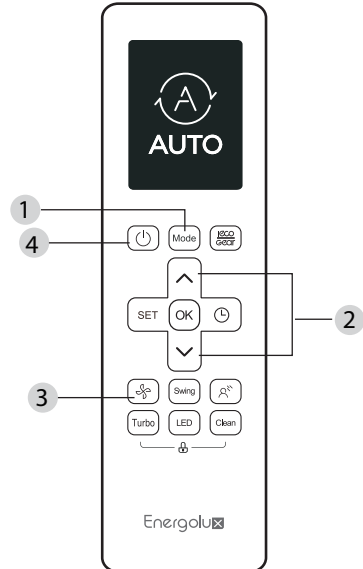 A
AUTO
1
4
Mode
ECO
Gear
SET
OK
2
3
Swing
Turbo
LED
Clean
Energolux